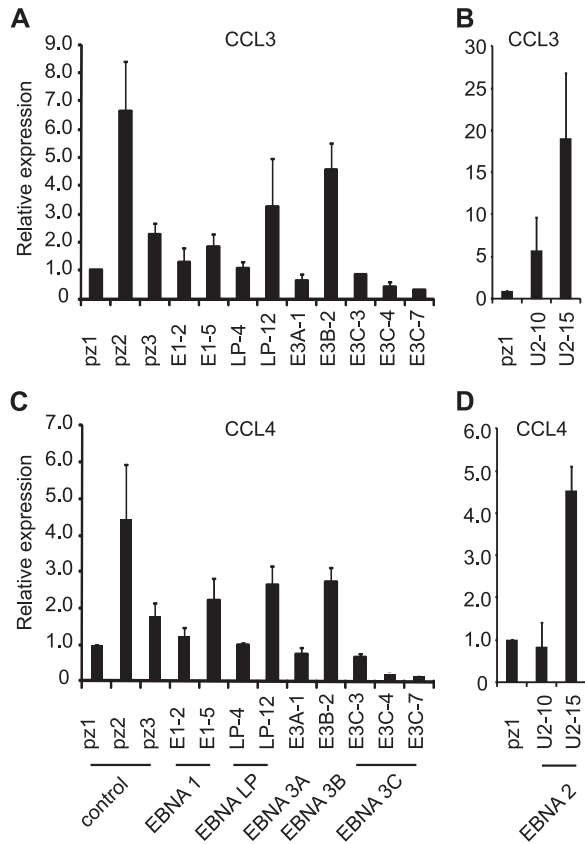 A
CCL3
Relative expression
9.0
8.0
7.0
6.0
5.0
4.0
3.0
2.0
1.0
0
pz1
pz2
pz3
E1-2
E1-5
LP-4
LP-12
E3A-1
E3B-2
E3C-3
E3C-4
E3C-7
B
CCL3
30
25
20
15
10
5
0
pz1
U2-10
U2-15
C
CCL4
Relative expression
7.0
6.0
5.0
4.0
3.0
2.0
1.0
0
pz1
pz2
pz3
E1-2
E1-5
LP-4
LP-12
E3A-1
E3B-2
E3C-3
E3C-4
E3C-7
control
EBNA 1
EBNA LP
EBNA 3A
EBNA 3B
EBNA 3C
D
CCL4
6.0
5.0
4.0
3.0
2.0
1.0
0
pz1
U2-10
U2-15
EBNA 2